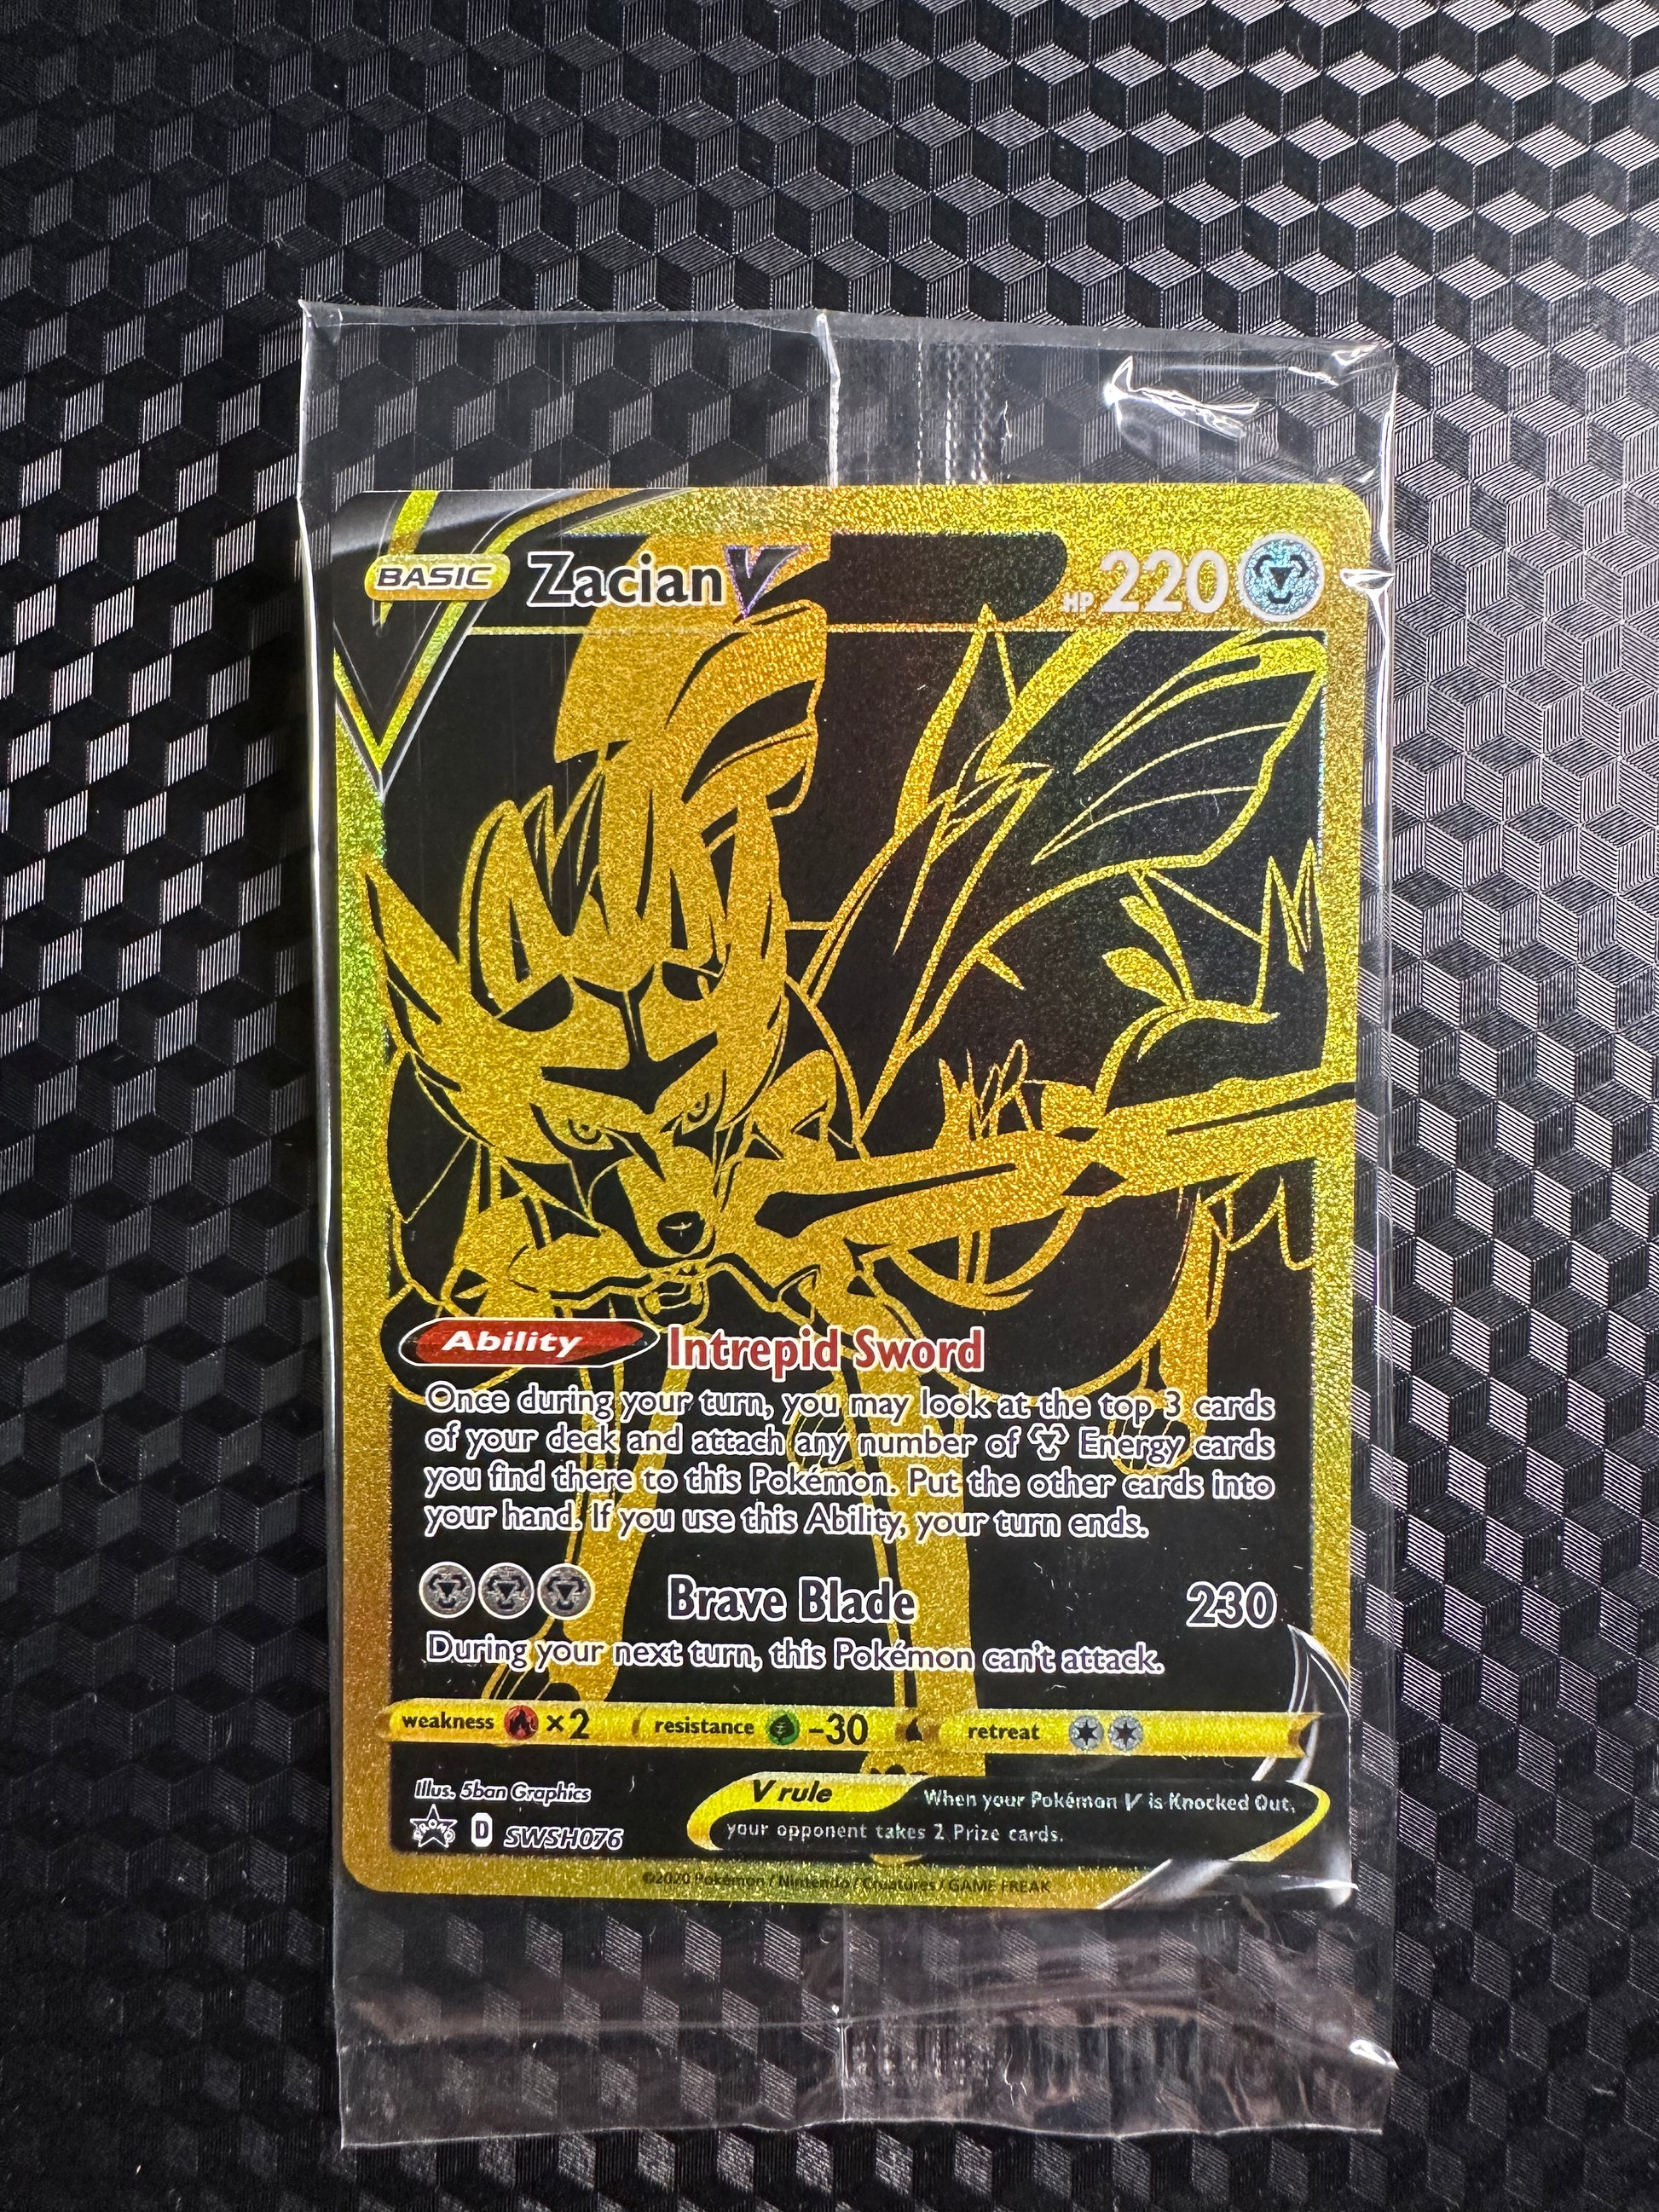 BASIC Zacian V HP 220
Ability Intrepid Sword
Once during your turn, you may look at the top 3 cards
of your deck and attach any number of Energy cards
you find there to this Pokémon. Put the other cards into
your hand. If you use this Ability, your turn ends.
Brave Blade 230
During your next turn, this Pokémon can't attack.
weakness ×2 resistance -30 retreat
Illus. 5ban Graphics
V rule When your Pokémon V is Knocked Out,
your opponent takes 2 Prize cards.
PROMO D SWSH076
©2020 Pokémon / Nintendo / Creatures / GAME FREAK